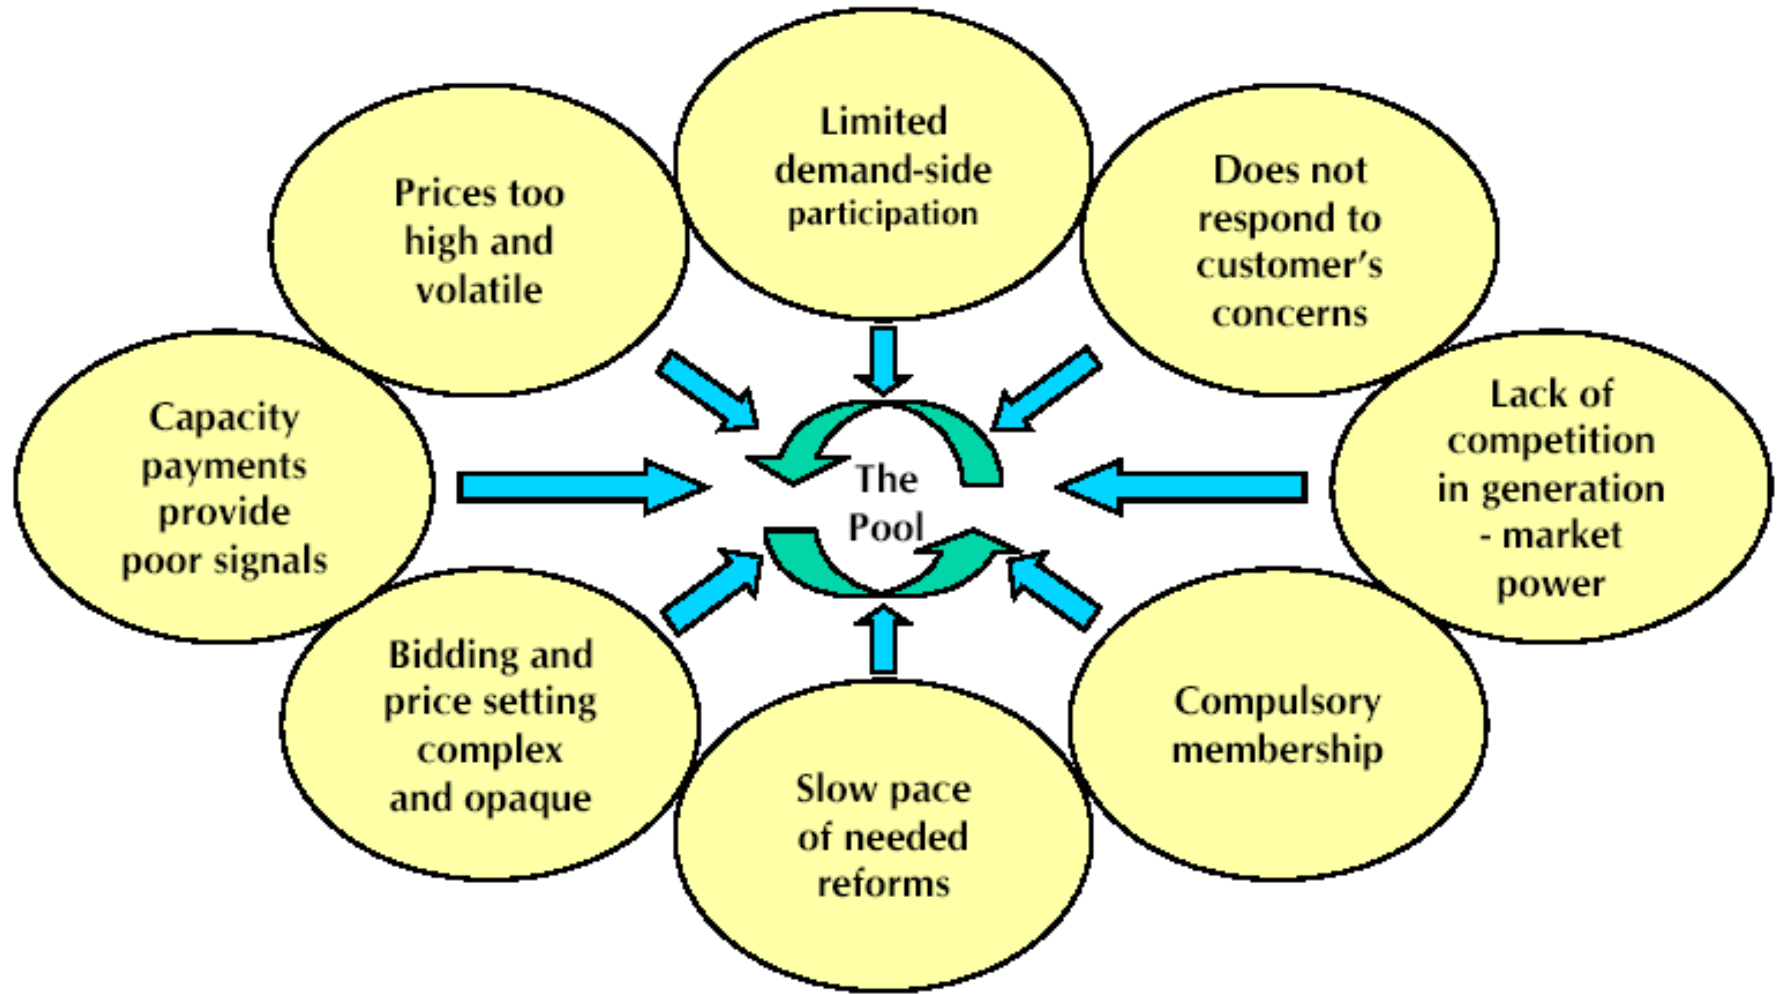 Limited
demand-side
participation
Prices too
high and
volatile
Does not
respond to
customer’s
concerns
Capacity
payments
provide
poor signals
The
Pool
Lack of
competition
in generation
- market
power
Bidding and
price setting
complex
and opaque
Slow pace
of needed
reforms
Compulsory
membership